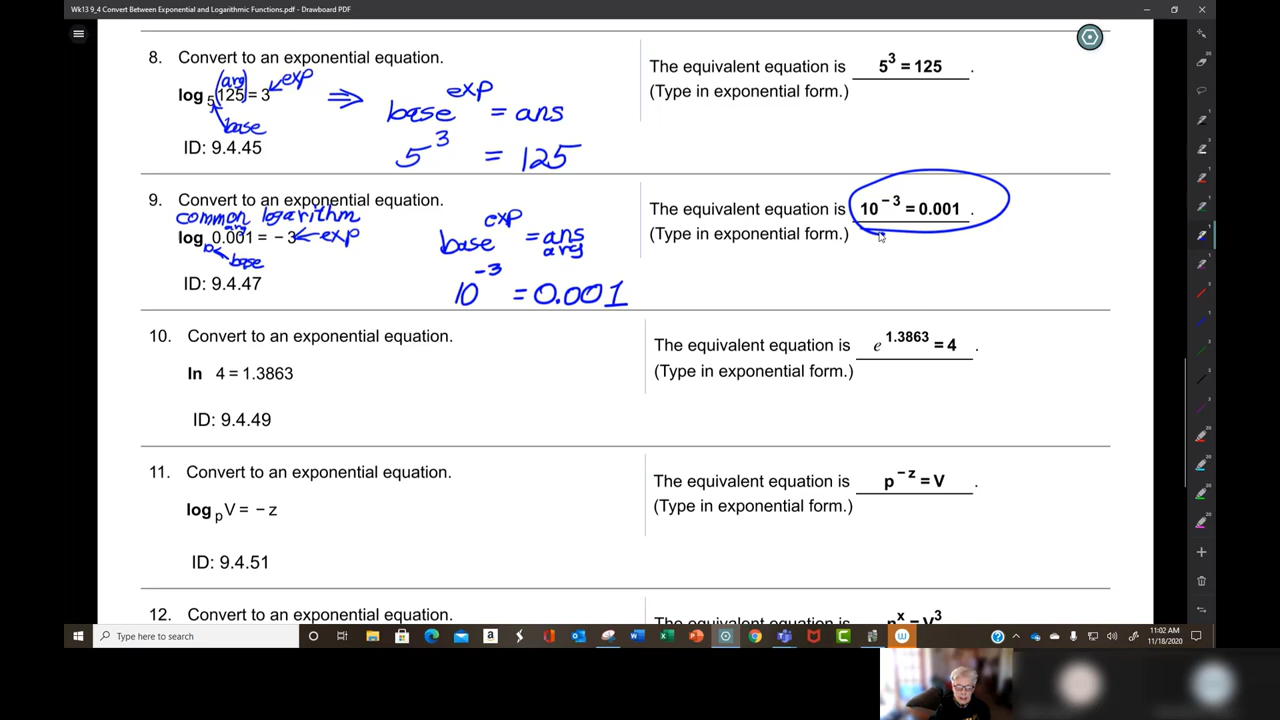 Wk13 9_4 Convert Between Exponential and Logarithmic Functions.pdf - Drawboard PDF
8. Convert to an exponential equation.
(arg) exp
log 5 125 = 3
base
⇒ base^exp = ans
5^3 = 125
ID: 9.4.45
The equivalent equation is 5^3 = 125.
(Type in exponential form.)
9. Convert to an exponential equation.
common logarithm
arg
log 0.001 = − 3 ← exp
10 base
base^exp = ans
arg
10^-3 = 0.001
ID: 9.4.47
The equivalent equation is 10^−3 = 0.001.
(Type in exponential form.)
10. Convert to an exponential equation.
ln 4 = 1.3863
ID: 9.4.49
The equivalent equation is e^1.3863 = 4.
(Type in exponential form.)
11. Convert to an exponential equation.
log p V = − z
ID: 9.4.51
The equivalent equation is p^−z = V.
(Type in exponential form.)
12. Convert to an exponential equation.
Type here to search
11:02 AM
11/18/2020